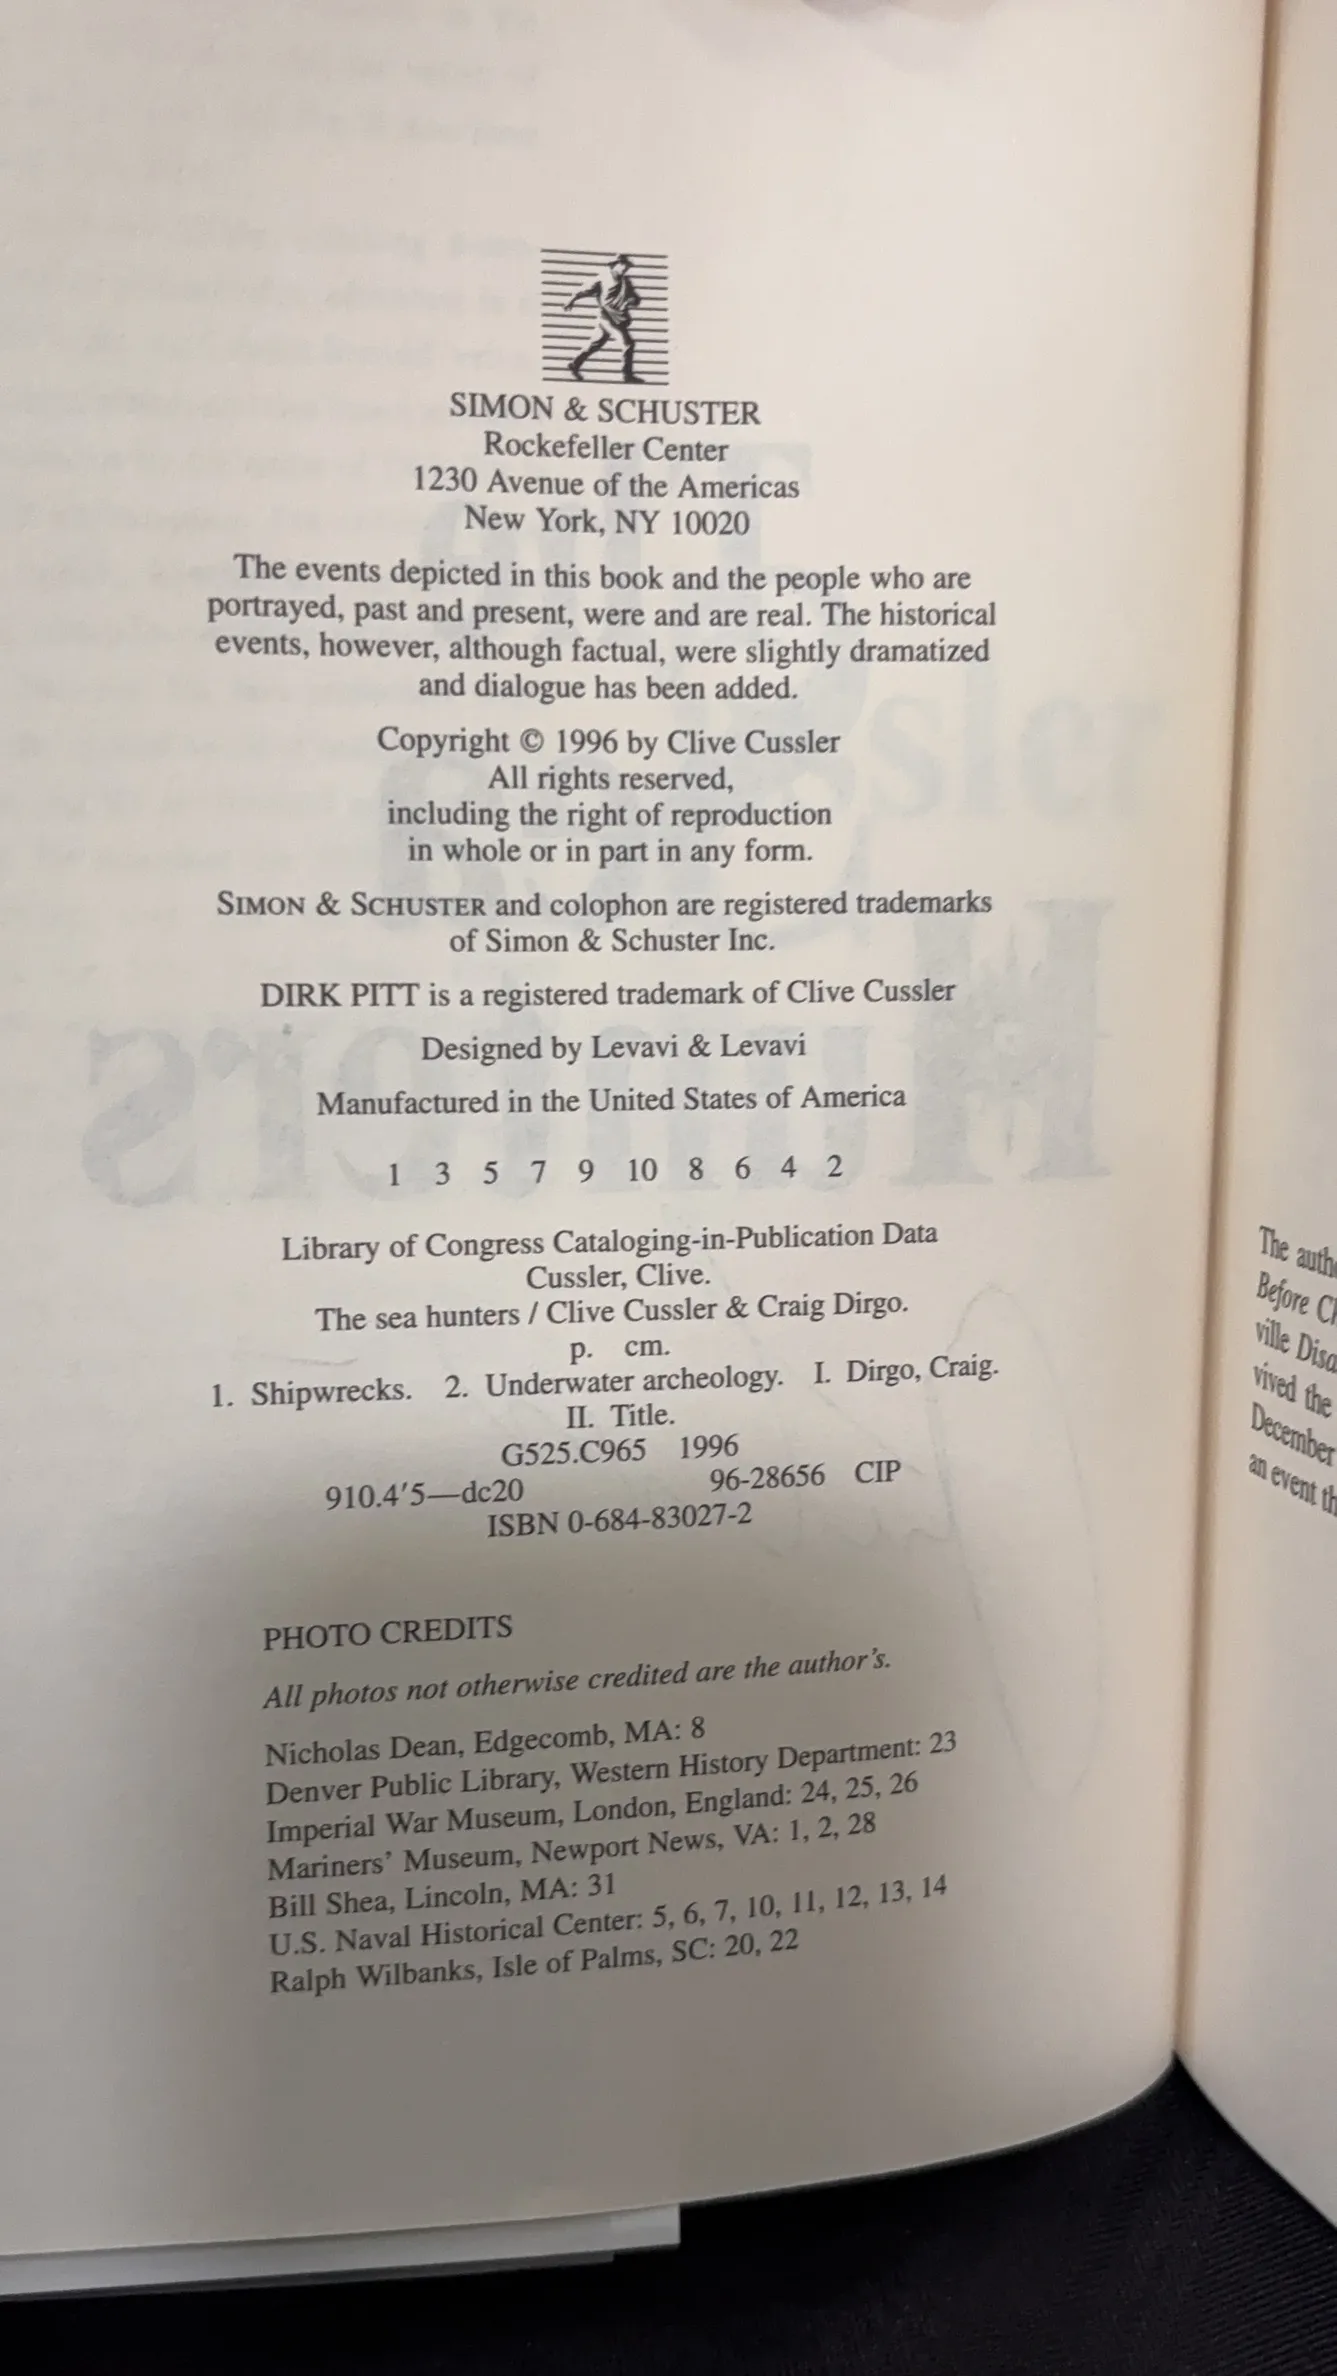 SIMON & SCHUSTER
Rockefeller Center
1230 Avenue of the Americas
New York, NY 10020
The events depicted in this book and the people who are
portrayed, past and present, were and are real. The historical
events, however, although factual, were slightly dramatized
and dialogue has been added.
Copyright © 1996 by Clive Cussler
All rights reserved,
including the right of reproduction
in whole or in part in any form.
SIMON & SCHUSTER and colophon are registered trademarks
of Simon & Schuster Inc.
DIRK PITT is a registered trademark of Clive Cussler
Designed by Levavi & Levavi
Manufactured in the United States of America
1 3 5 7 9 10 8 6 4 2
Library of Congress Cataloging-in-Publication Data
Cussler, Clive.
The sea hunters / Clive Cussler & Craig Dirgo.
p. cm.
1. Shipwrecks. 2. Underwater archeology. I. Dirgo, Craig.
II. Title.
G525.C965 1996
910.4′5—dc20 96-28656 CIP
ISBN 0-684-83027-2
PHOTO CREDITS
All photos not otherwise credited are the author's.
Nicholas Dean, Edgecomb, MA: 8
Denver Public Library, Western History Department: 23
Imperial War Museum, London, England: 24, 25, 26
Mariners' Museum, Newport News, VA: 1, 2, 28
Bill Shea, Lincoln, MA: 31
U.S. Naval Historical Center: 5, 6, 7, 10, 11, 12, 13, 14
Ralph Wilbanks, Isle of Palms, SC: 20, 22
The
Before
ville
vived the
December
an event